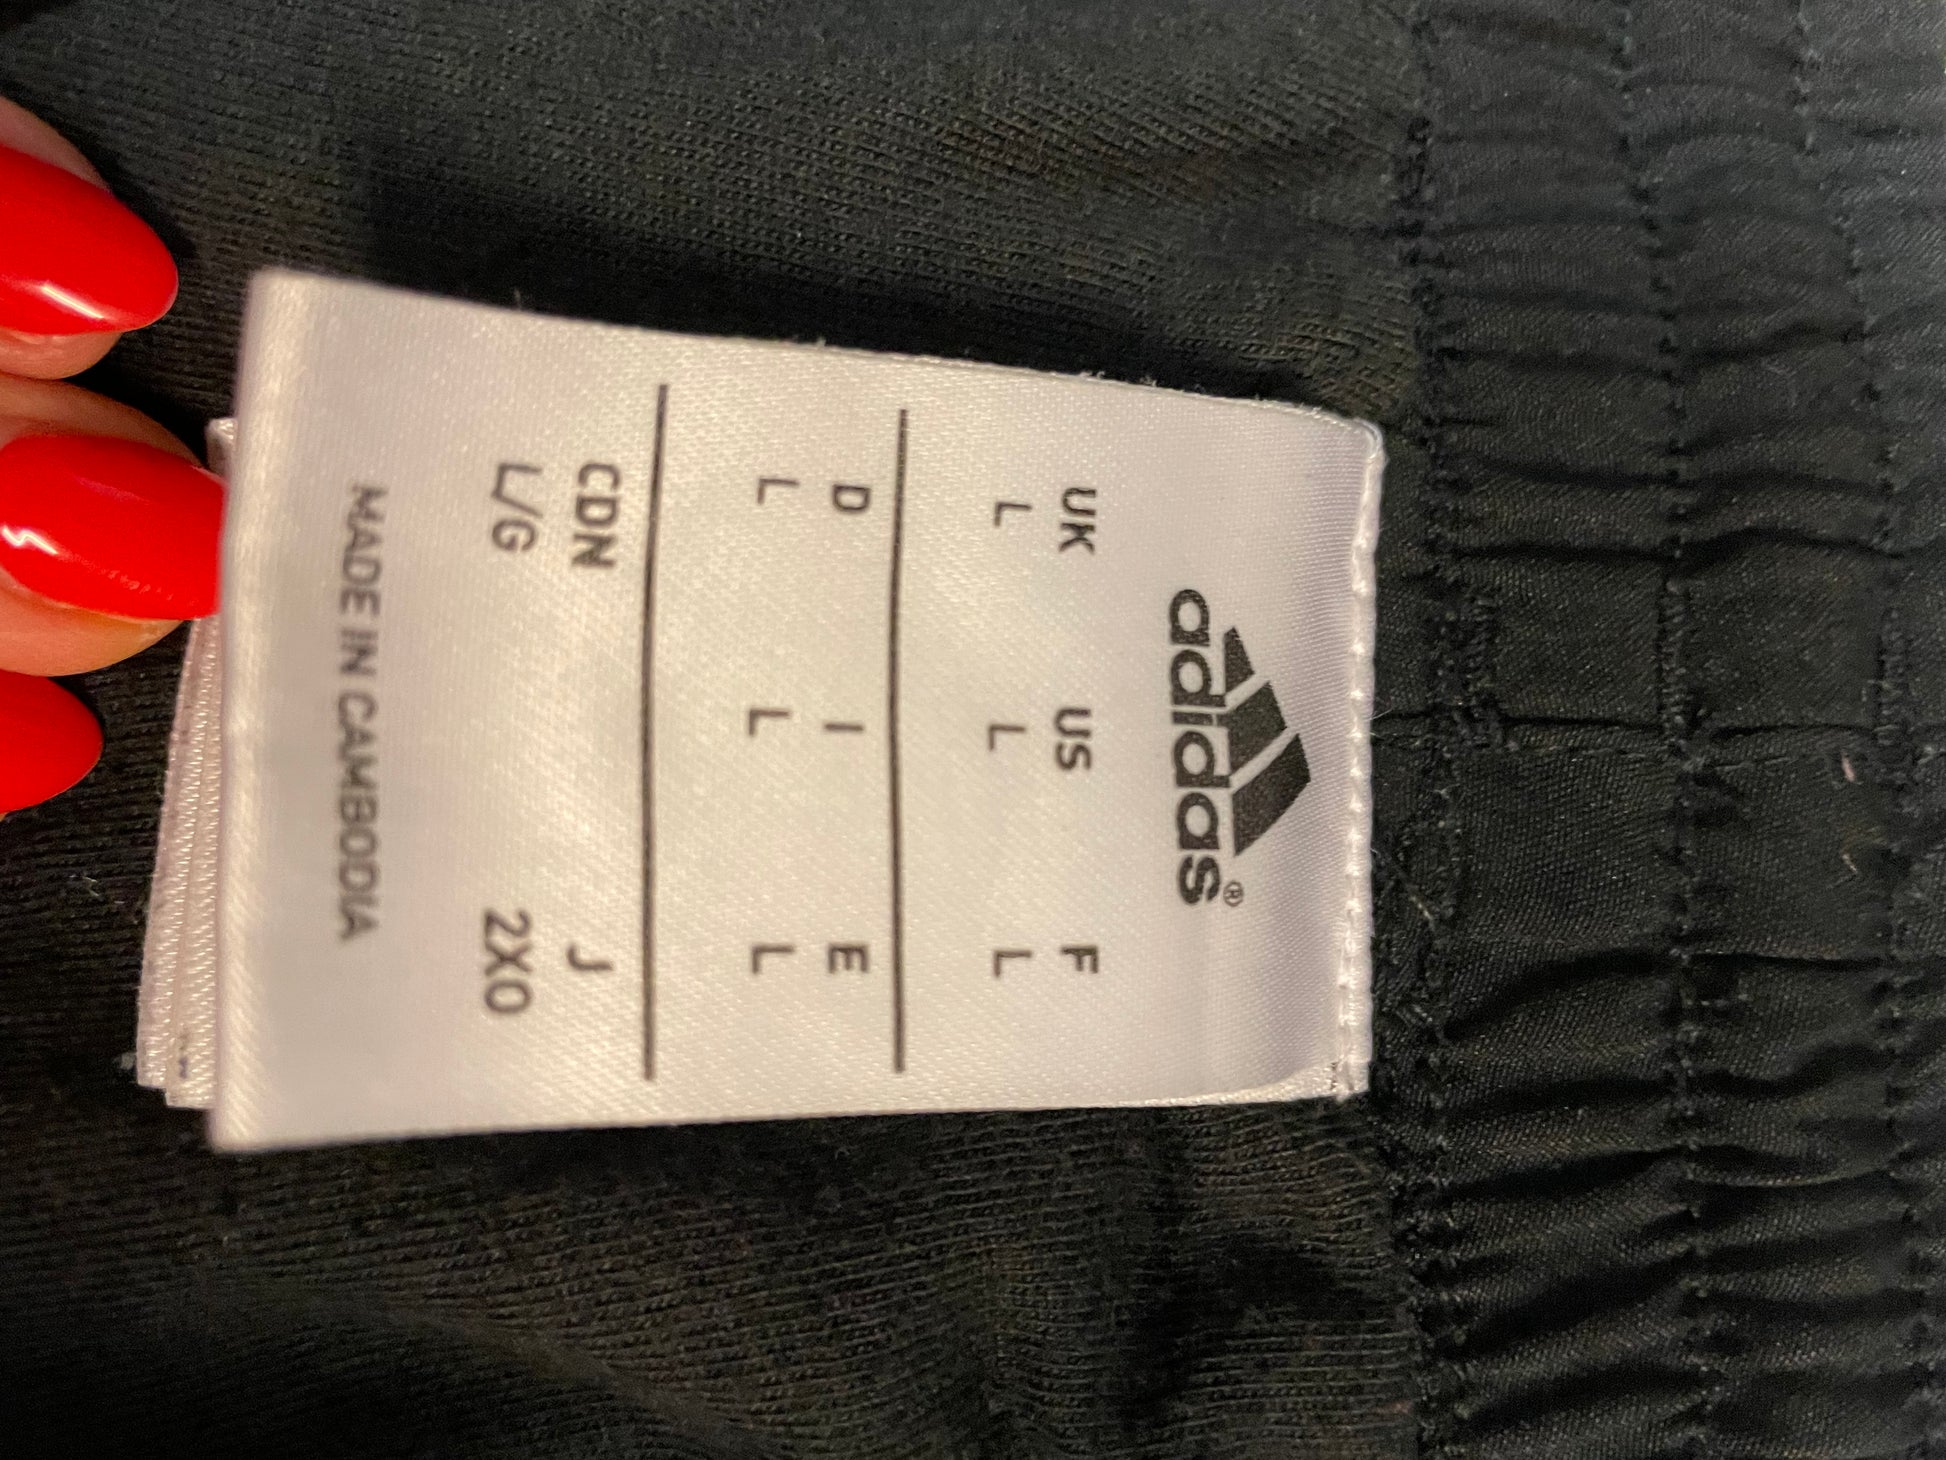 adidas®
UK US F
L L L
D I E
L L L
CDN J
L/G 2XO
MADE IN CAMBODIA